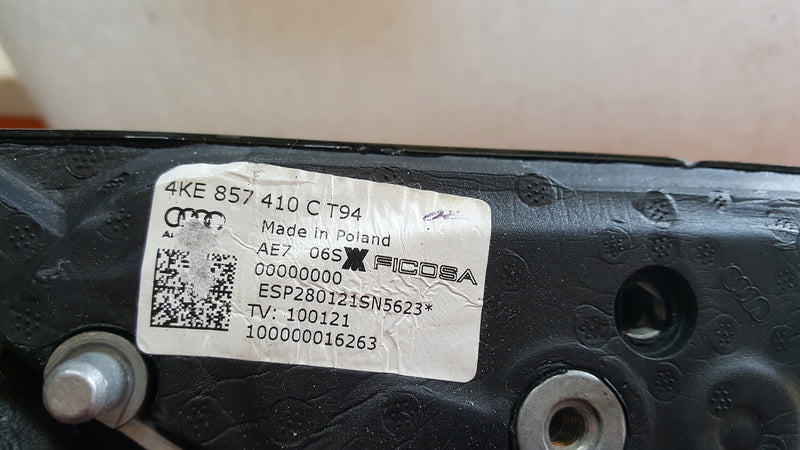 4KE 857 410 C T94
Made in Poland
AE7 06S
FICOSA
00000000
ESP280121SN5623*
TV: 100121
100000016263